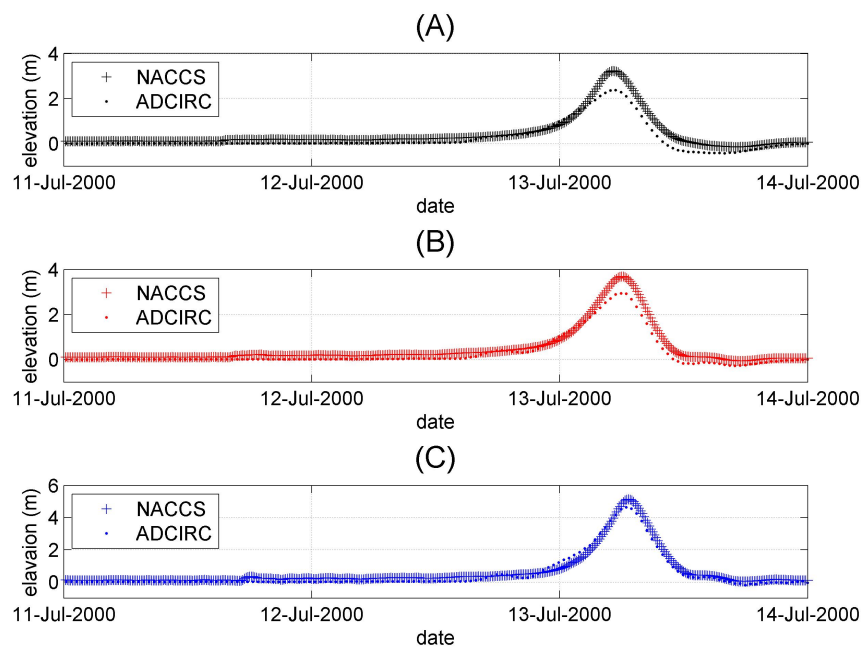 (A)
elevation (m)
4
2
0
NACCS
ADCIRC
11-Jul-2000 12-Jul-2000 13-Jul-2000 14-Jul-2000
date
(B)
elevation (m)
4
2
0
NACCS
ADCIRC
11-Jul-2000 12-Jul-2000 13-Jul-2000 14-Jul-2000
date
(C)
elavaion (m)
6
4
2
0
NACCS
ADCIRC
11-Jul-2000 12-Jul-2000 13-Jul-2000 14-Jul-2000
date